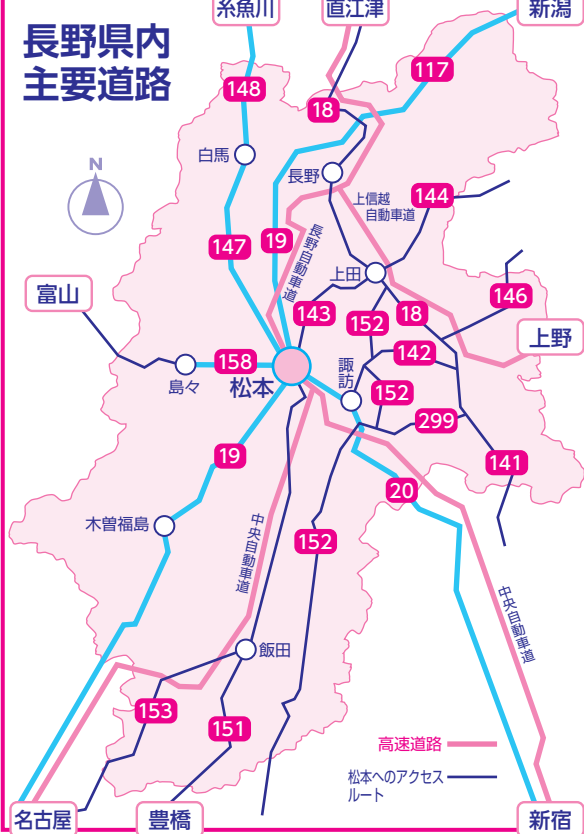 長野県内
主要道路
糸魚川
直江津
新潟
148
18
117
N
白馬
長野
上信越
自動車道
144
147
19
長野自動車道
上田
富山
143
152
18
146
上野
158
島々
松本
諏訪
142
152
299
19
141
20
木曽福島
中央自動車道
152
中央自動車道
飯田
153
151
高速道路
松本へのアクセス
ルート
名古屋
豊橋
新宿